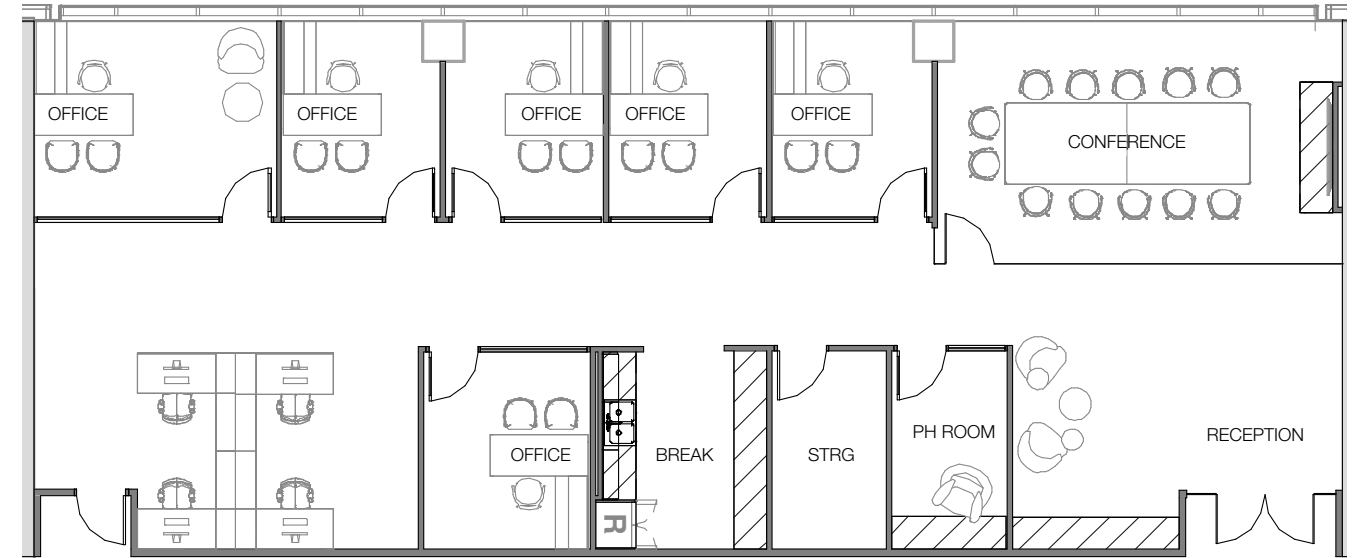 OFFICE
OFFICE
OFFICE
OFFICE
OFFICE
CONFERENCE
OFFICE
BREAK
STRG
PH ROOM
RECEPTION
R